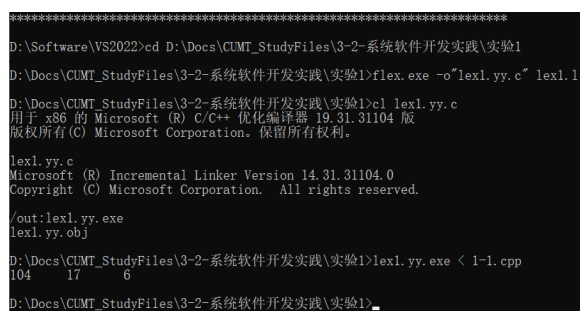 **********************************************************************
D:\Software\VS2022>cd D:\Docs\CUMT_StudyFiles\3-2-系统软件开发实践\实验1
D:\Docs\CUMT_StudyFiles\3-2-系统软件开发实践\实验1>flex.exe -o"lex1.yy.c" lex1.l
D:\Docs\CUMT_StudyFiles\3-2-系统软件开发实践\实验1>cl lex1.yy.c
用于 x86 的 Microsoft (R) C/C++ 优化编译器 19.31.31104 版
版权所有(C) Microsoft Corporation。保留所有权利。
lex1.yy.c
Microsoft (R) Incremental Linker Version 14.31.31104.0
Copyright (C) Microsoft Corporation.  All rights reserved.
/out:lex1.yy.exe
lex1.yy.obj
D:\Docs\CUMT_StudyFiles\3-2-系统软件开发实践\实验1>lex1.yy.exe < 1-1.cpp
104     17      6
D:\Docs\CUMT_StudyFiles\3-2-系统软件开发实践\实验1>